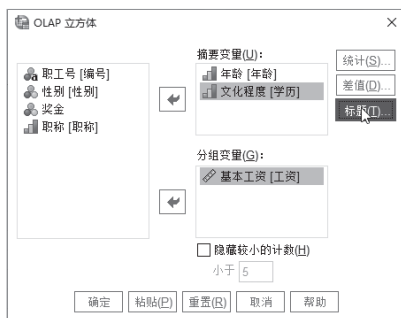 OLAP 立方体
职工号 [编号]
性别 [性别]
奖金
职称 [职称]
摘要变量(U):
年龄 [年龄]
文化程度 [学历]
统计(S)...
差值(D)...
标题(T)...
分组变量(G):
基本工资 [工资]
隐藏较小的计数(H)
小于 5
确定 粘贴(P) 重置(R) 取消 帮助